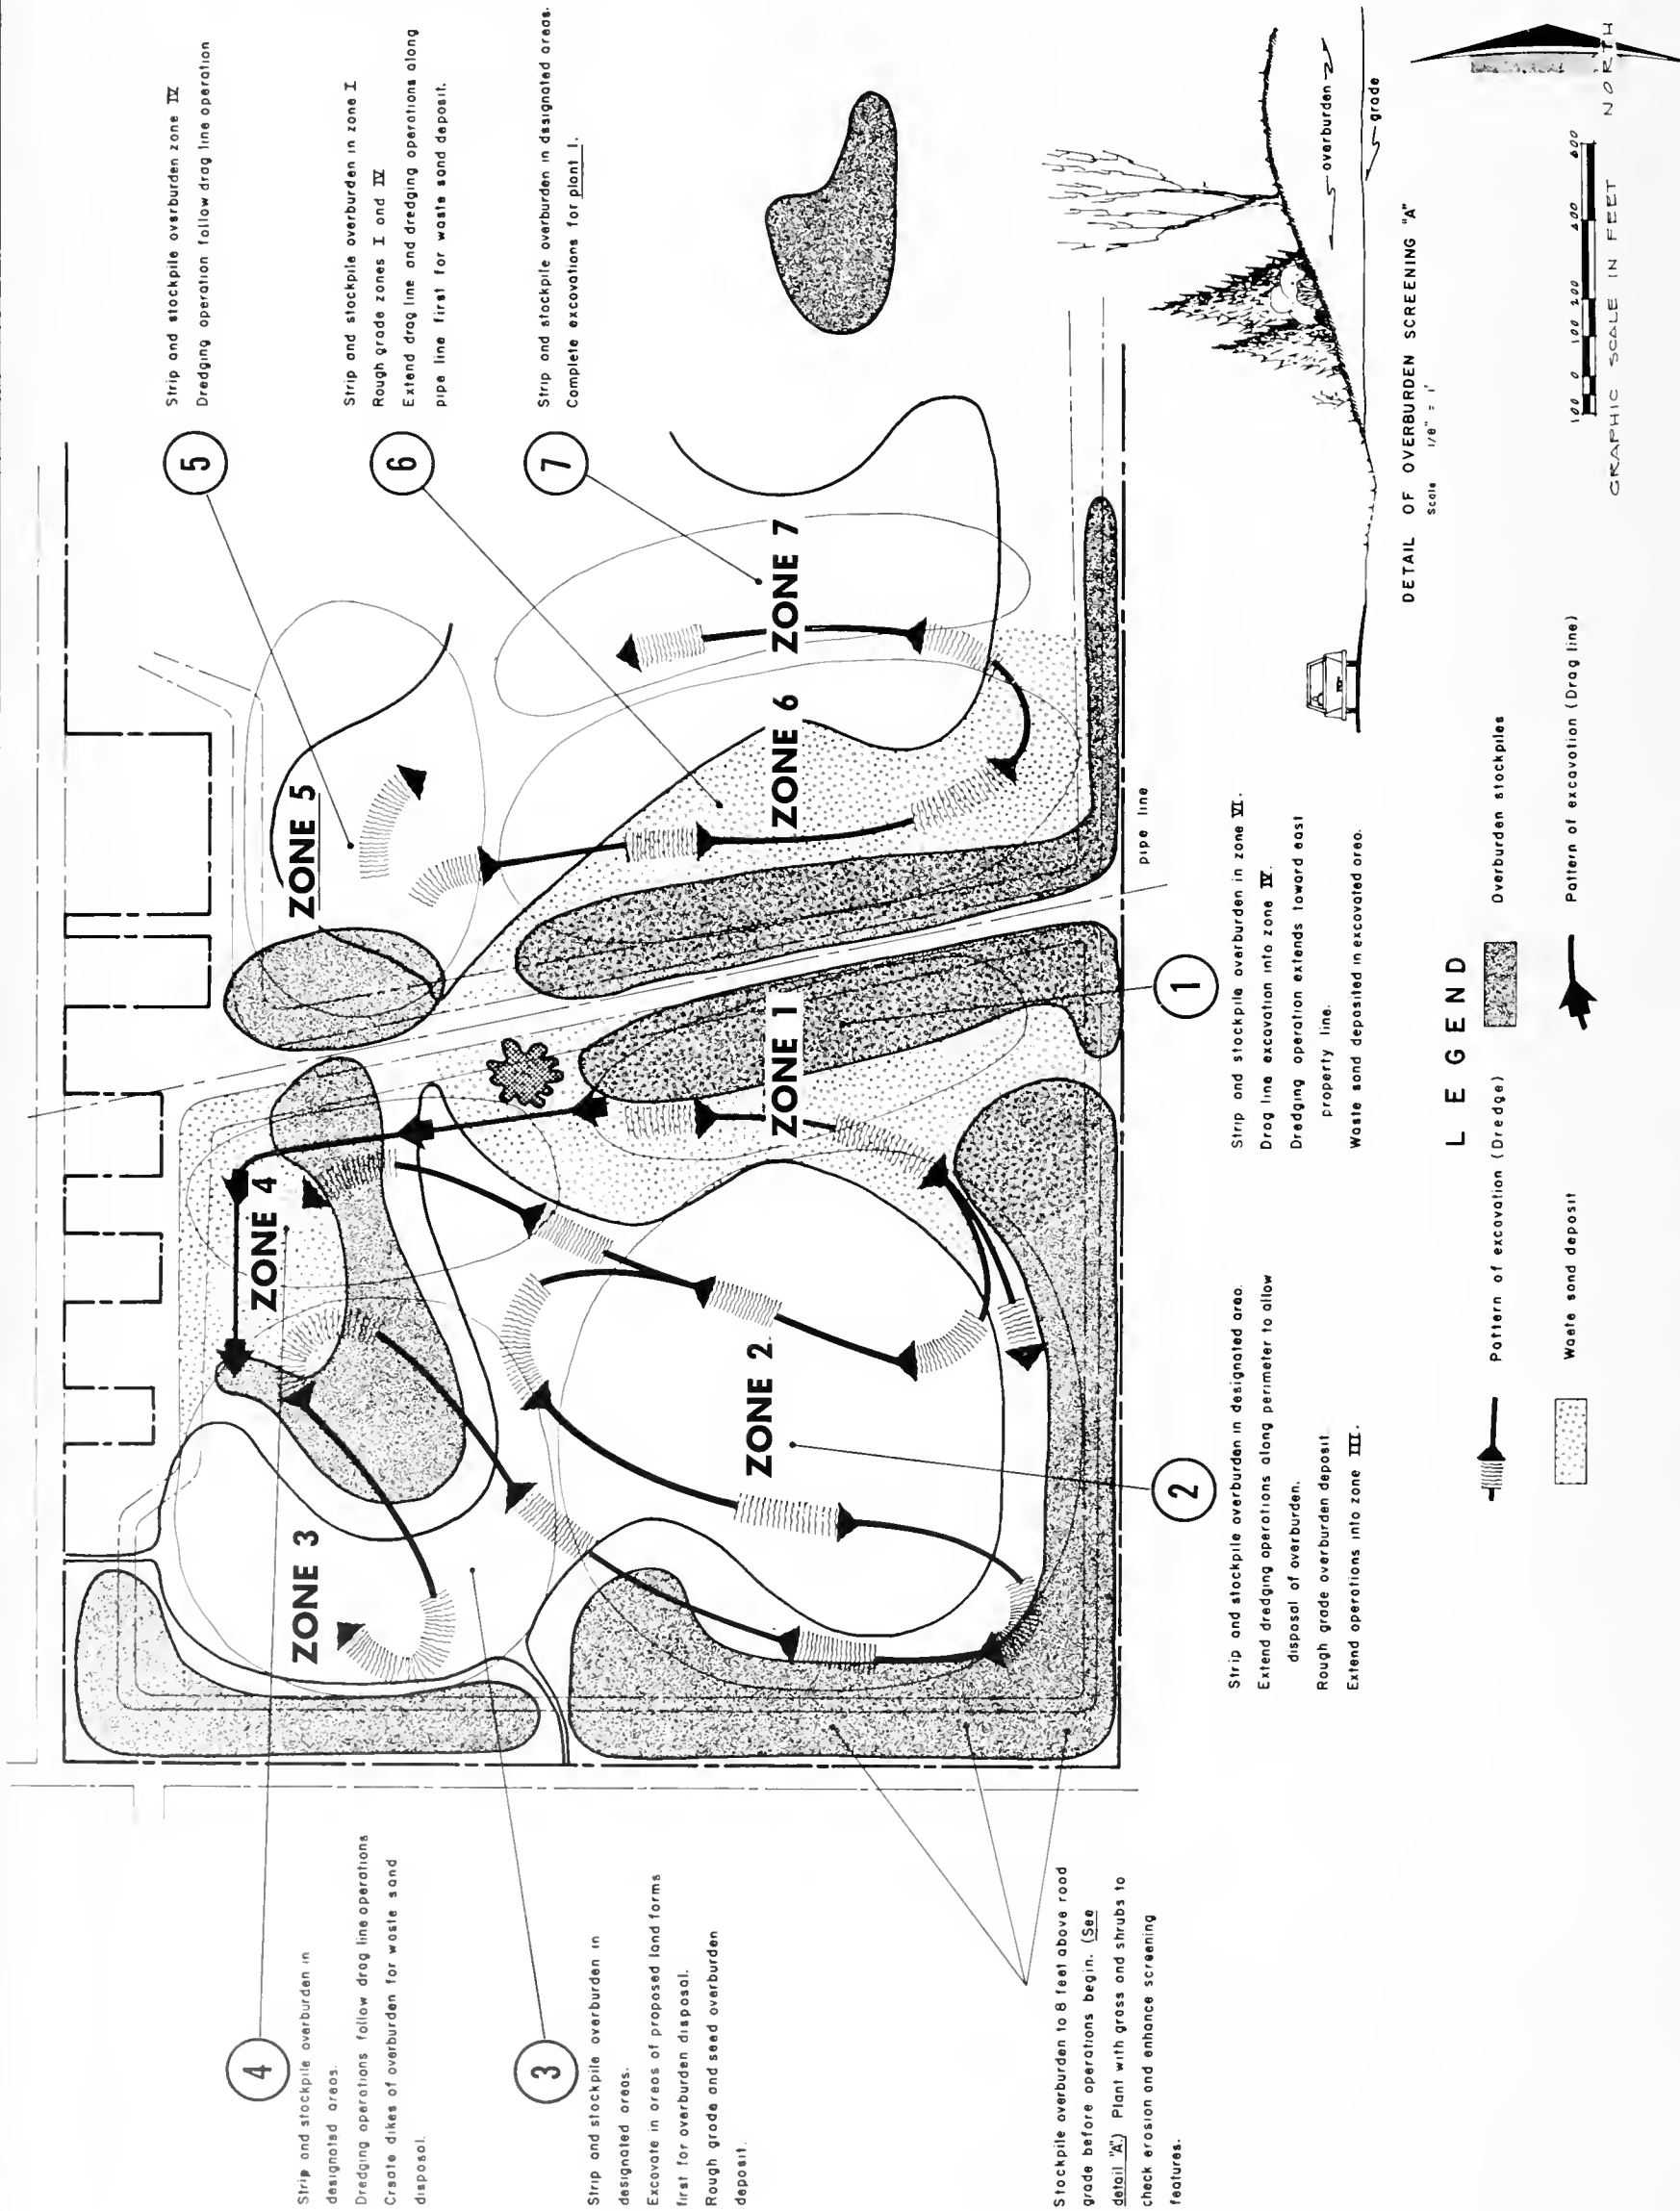 4
Strip and stockpile overburden in
designated areas.
Dredging operations follow drag line operations
Create dikes of overburden for waste sand
disposal.
3
Strip and stockpile overburden in
designated areas.
Excavate in areas of proposed land forms
first for overburden disposal.
Rough grade and seed overburden
deposit.
Stockpile overburden to 8 feet above road
grade before operations begin. (See
detail "A".) Plant with grass and shrubs to
check erosion and enhance screening
features.
ZONE 3
ZONE 4
ZONE 5
ZONE 2
ZONE 1
ZONE 6
ZONE 7
5
Strip and stockpile overburden zone IV
Dredging operation follow drag line operation
6
Strip and stockpile overburden in zone I
Rough grade zones I and IV
Extend drag line and dredging operations along
pipe line first for waste sand deposit.
7
Strip and stockpile overburden in designated areas.
Complete excavations for plant I.
pipe line
2
Strip and stockpile overburden in designated area.
Extend dredging operations along perimeter to allow
disposal of overburden.
Rough grade overburden deposit.
Extend operations into zone III.
1
Strip and stockpile overburden in zone VI.
Drag line excavation into zone IV.
Dredging operation extends toward east
property line.
Waste sand deposited in excavated area.
overburden
grade
DETAIL OF OVERBURDEN SCREENING "A"
Scale 1/8" = 1'
LEGEND
Pattern of excavation (Dredge)
Overburden stockpiles
Waste sand deposit
Pattern of excavation (Drag line)
100 0 100 200 400 600
GRAPHIC SCALE IN FEET
NORTH